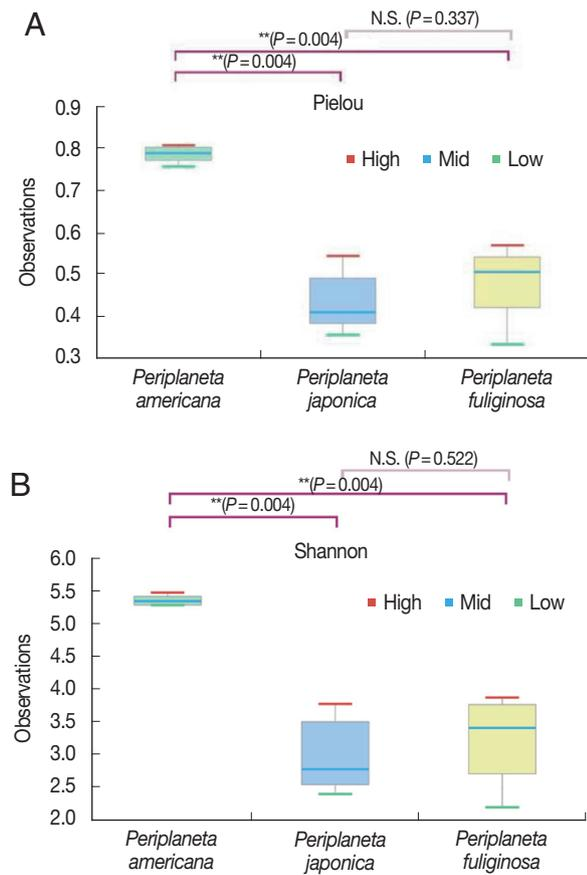 A
N.S. (P=0.337)
**(P=0.004)
**(P=0.004)
Pielou
High Mid Low
Observations
0.9
0.8
0.7
0.6
0.5
0.4
0.3
Periplaneta americana
Periplaneta japonica
Periplaneta fuliginosa
B
N.S. (P=0.522)
**(P=0.004)
**(P=0.004)
Shannon
High Mid Low
Observations
6.0
5.5
5.0
4.5
4.0
3.5
3.0
2.5
2.0
Periplaneta americana
Periplaneta japonica
Periplaneta fuliginosa